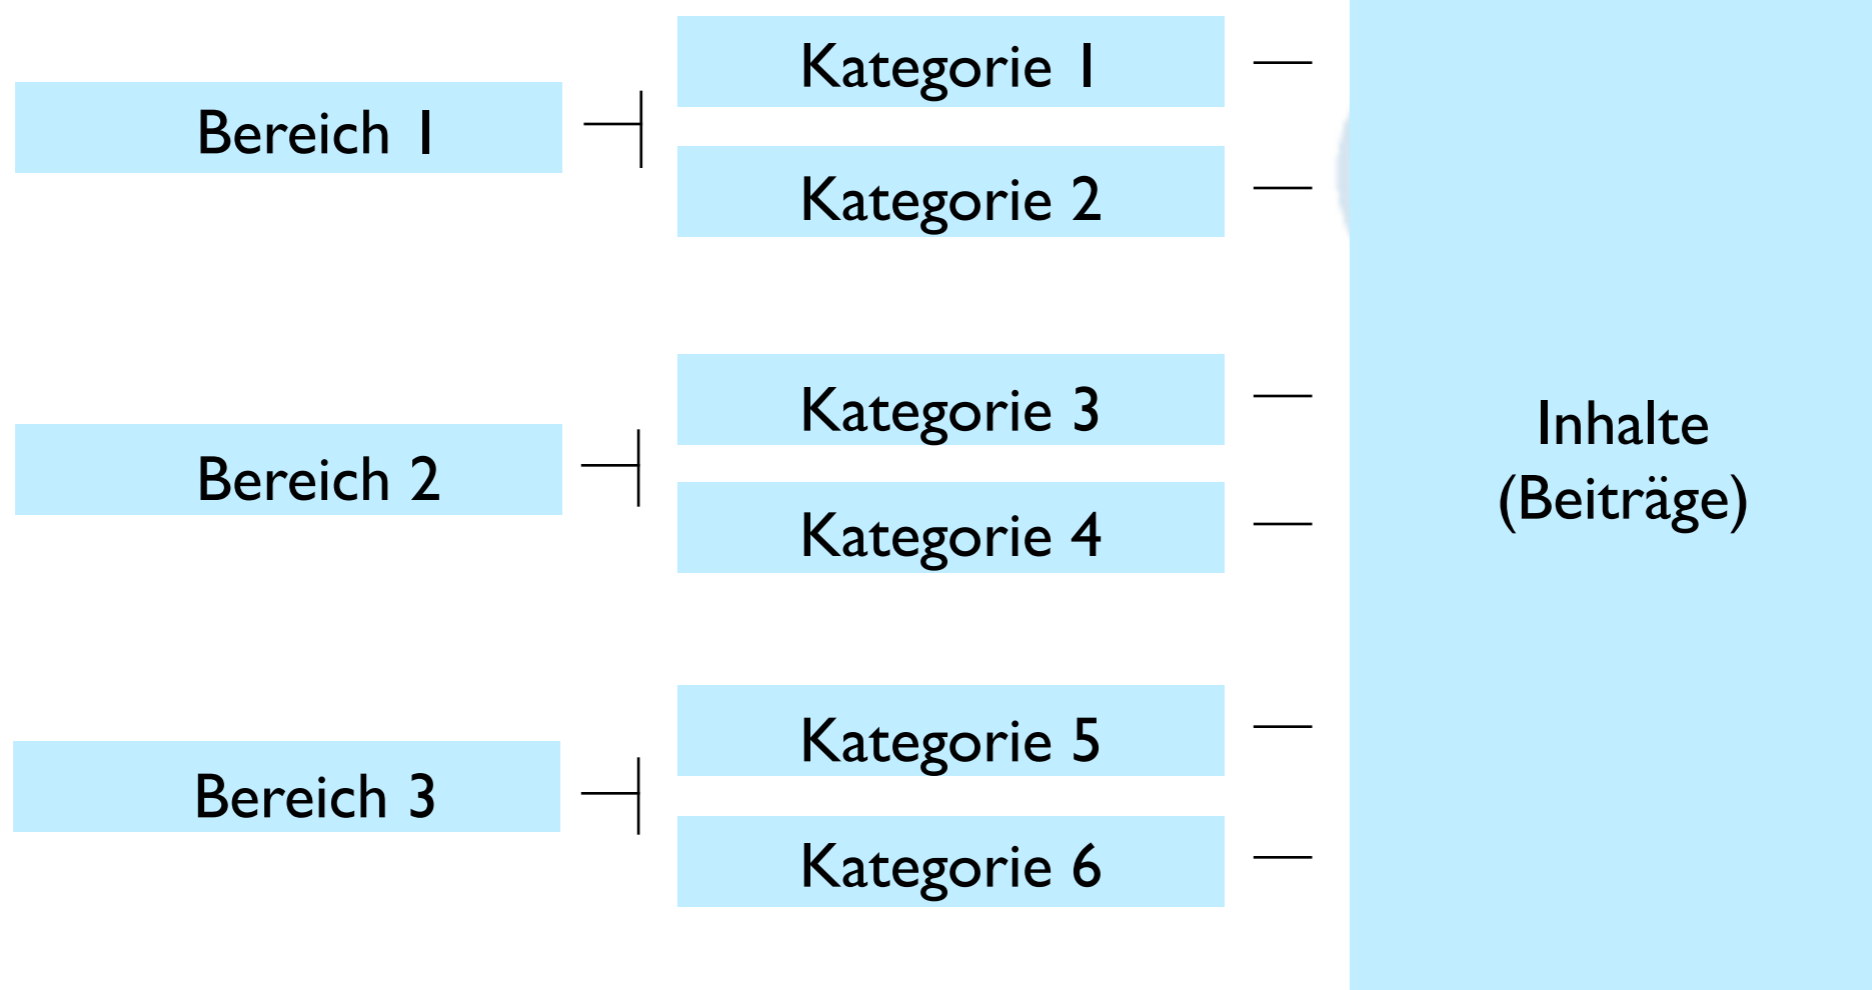 Bereich 1
Kategorie 1
Kategorie 2
Bereich 2
Kategorie 3
Kategorie 4
Bereich 3
Kategorie 5
Kategorie 6
Inhalte
(Beiträge)